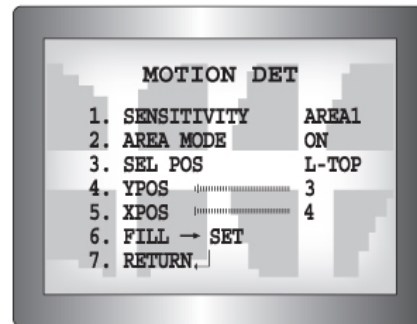 MOTION DET
1. SENSITIVITY AREA1
2. AREA MODE ON
3. SEL POS L-TOP
4. YPOS 3
5. XPOS 4
6. FILL → SET
7. RETURN↵